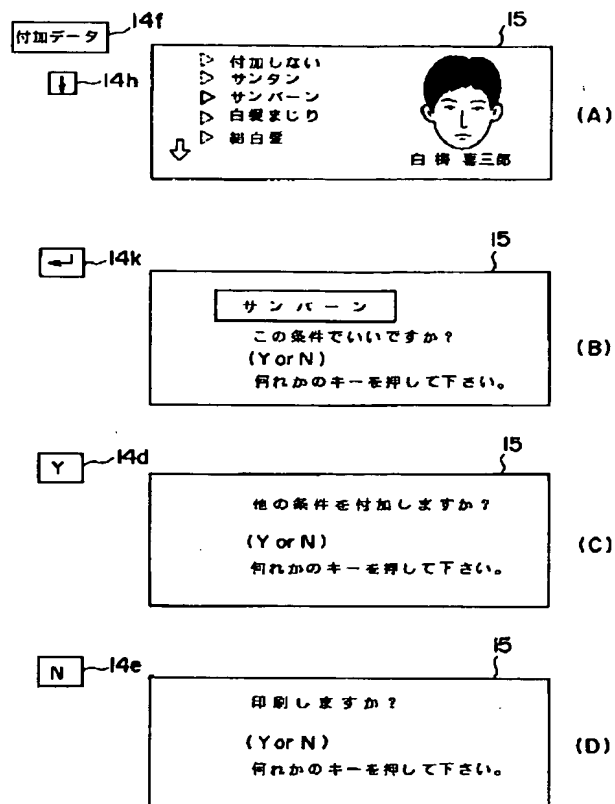 付加データ 14f
15
14h
付加しない
サンタン
サンバーン
白髪まじり
総白髪
白梅 喜三郎
(A)
14k
15
サンバーン
この条件でいいですか?
(Y or N)
何れかのキーを押して下さい。
(B)
Y 14d
15
他の条件を付加しますか?
(Y or N)
何れかのキーを押して下さい。
(C)
N 14e
15
印刷しますか?
(Y or N)
何れかのキーを押して下さい。
(D)